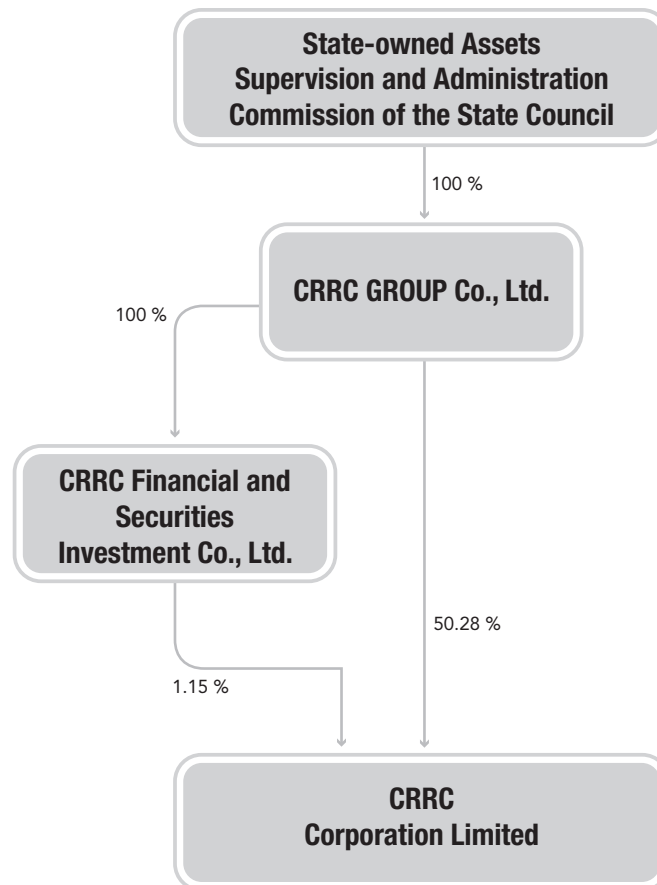 State-owned Assets
Supervision and Administration
Commission of the State Council
100 %
CRRC GROUP Co., Ltd.
100 %
CRRC Financial and
Securities
Investment Co., Ltd.
50.28 %
1.15 %
CRRC
Corporation Limited